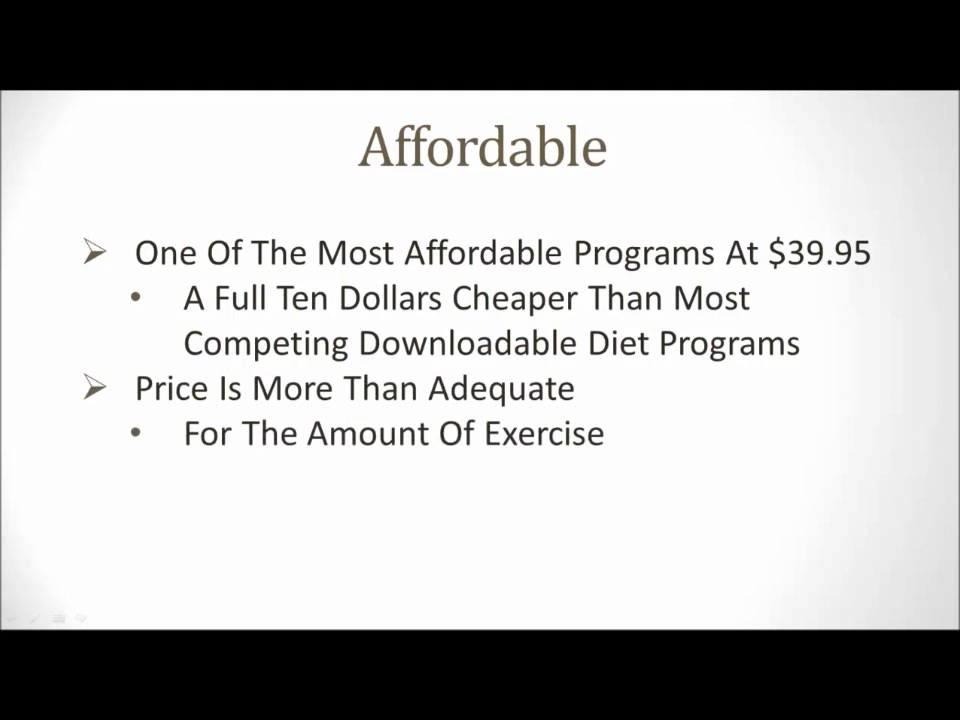 Affordable
One Of The Most Affordable Programs At $39.95
A Full Ten Dollars Cheaper Than Most
Competing Downloadable Diet Programs
Price Is More Than Adequate
For The Amount Of Exercise